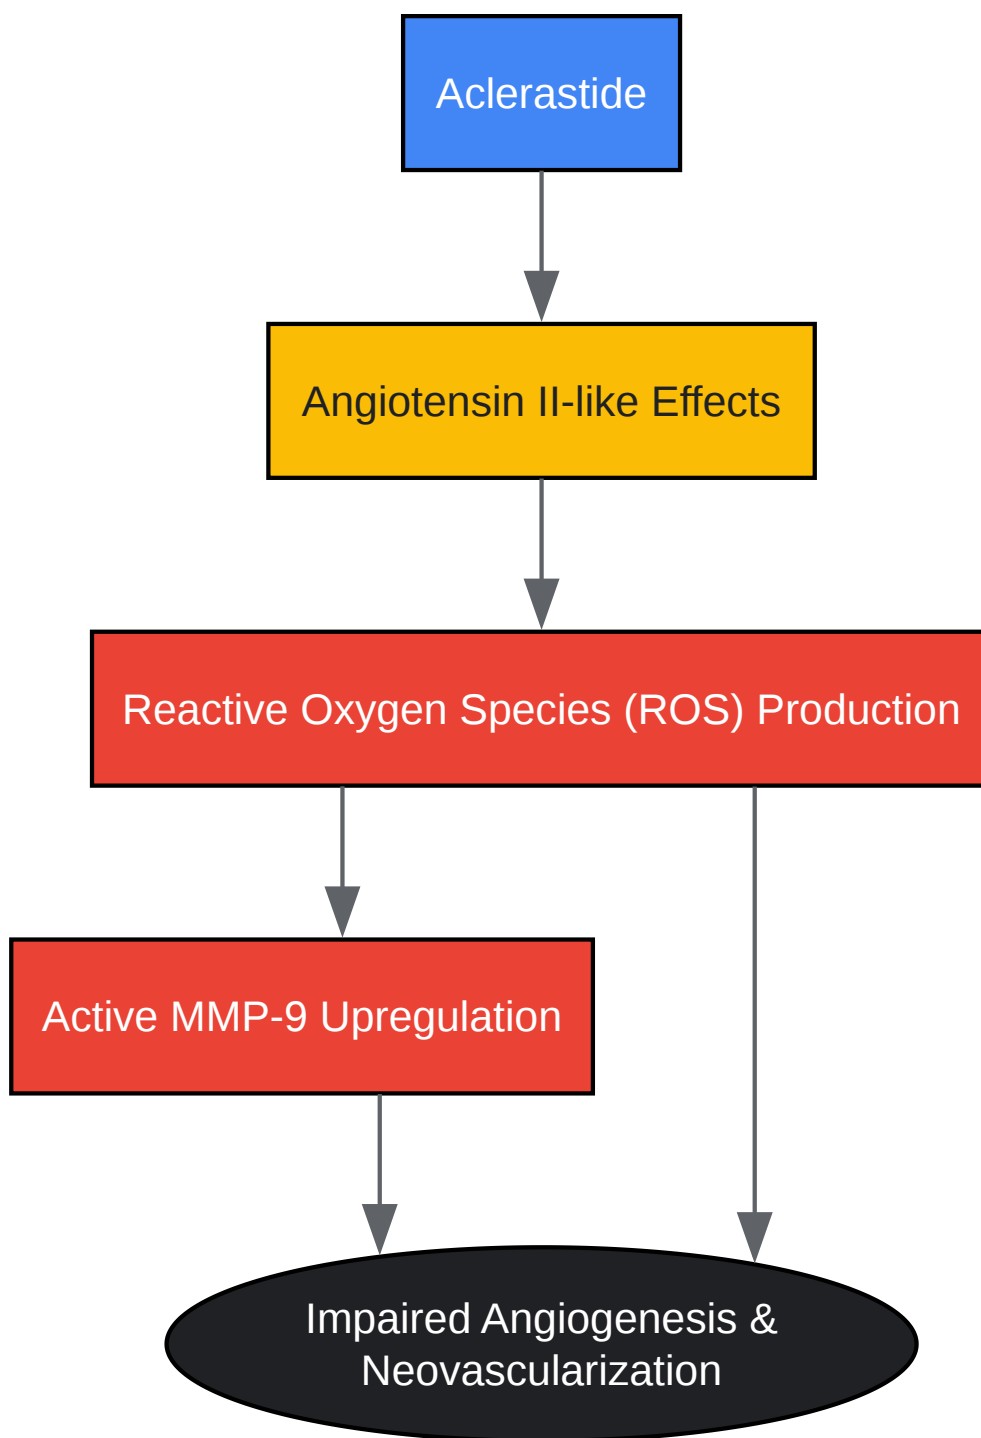 Aclerastide
Angiotensin II-like Effects
Reactive Oxygen Species (ROS) Production
Active MMP-9 Upregulation
Impaired Angiogenesis &
Neovascularization